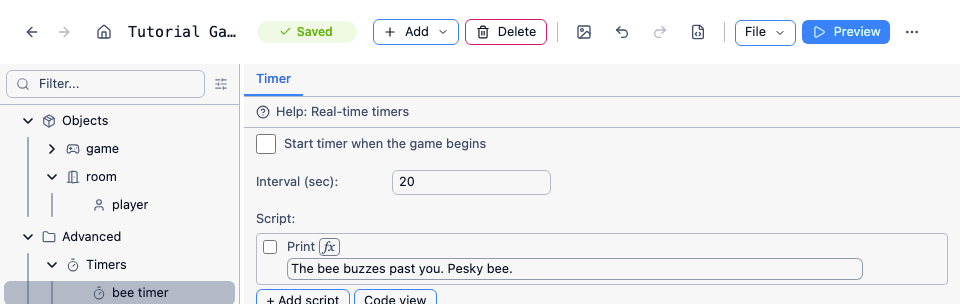 Tutorial Ga...
Saved
Add
Delete
File
Preview
Filter...
Objects
game
room
player
Advanced
Timers
bee timer
Timer
Help: Real-time timers
Start timer when the game begins
Interval (sec): 20
Script:
Print fx
The bee buzzes past you. Pesky bee.
+ Add script Code view